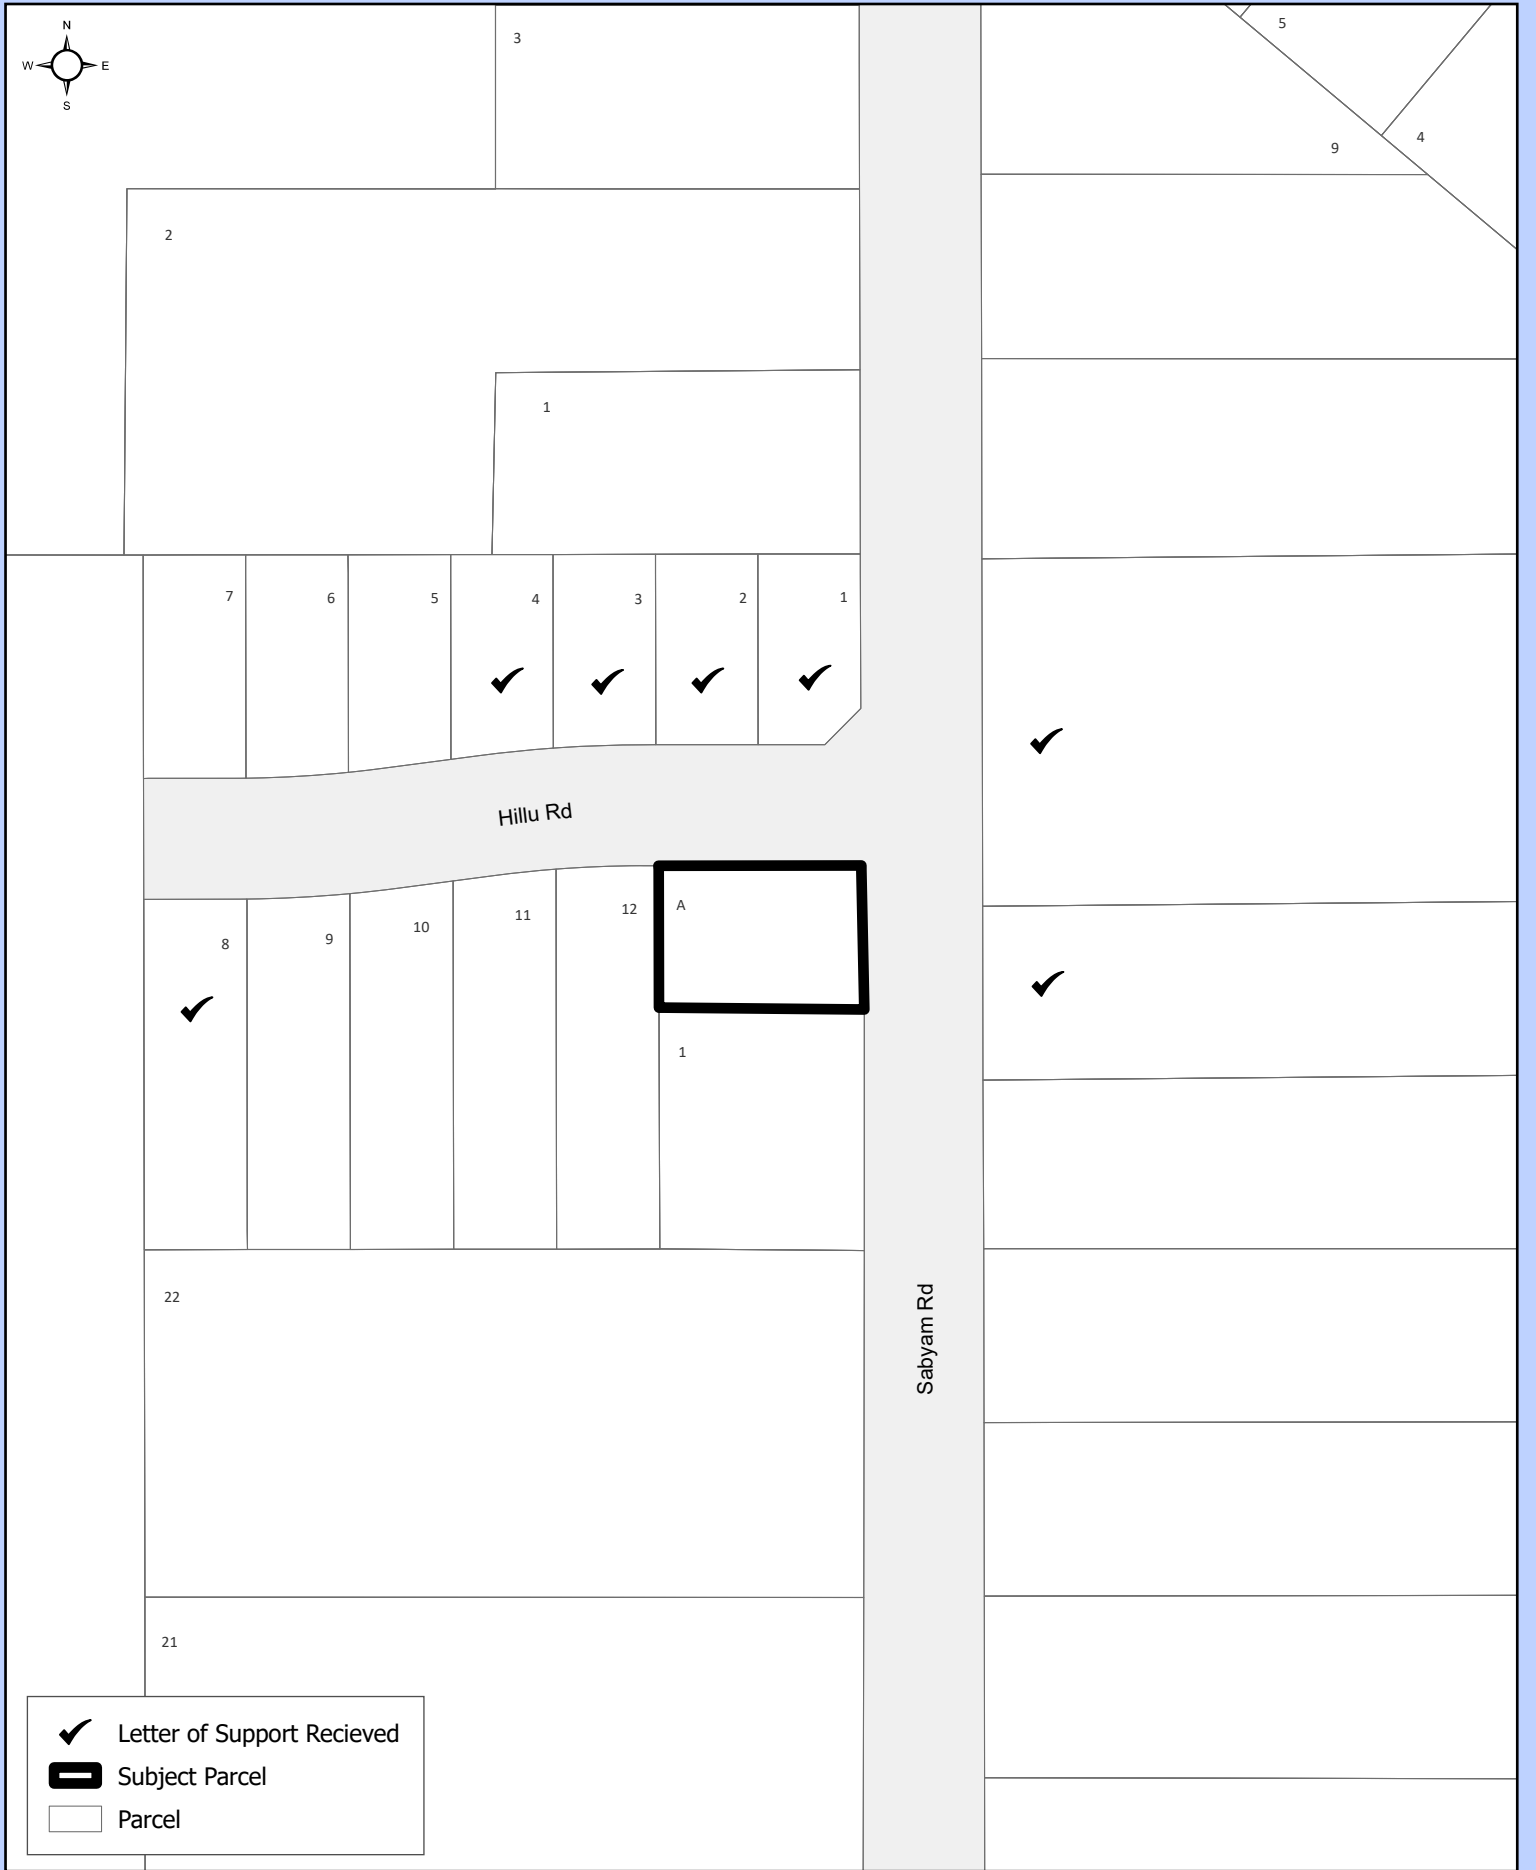 N
W E
S
3
5
4
9
2
1
7 6 5 4 3 2 1
Hillu Rd
8 9 10 11 12 A
1
22
Sabyam Rd
21
Letter of Support Recieved
Subject Parcel
Parcel